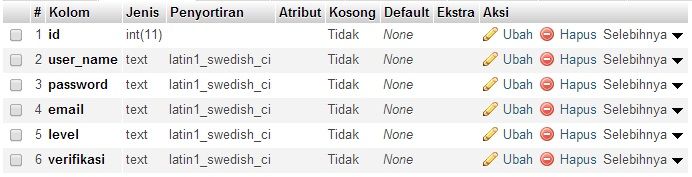 # Kolom Jenis Penyortiran Atribut Kosong Default Ekstra Aksi
1 id int(11) Tidak None Ubah Hapus Selebihnya
2 user_name text latin1_swedish_ci Tidak None Ubah Hapus Selebihnya
3 password text latin1_swedish_ci Tidak None Ubah Hapus Selebihnya
4 email text latin1_swedish_ci Tidak None Ubah Hapus Selebihnya
5 level text latin1_swedish_ci Tidak None Ubah Hapus Selebihnya
6 verifikasi text latin1_swedish_ci Tidak None Ubah Hapus Selebihnya